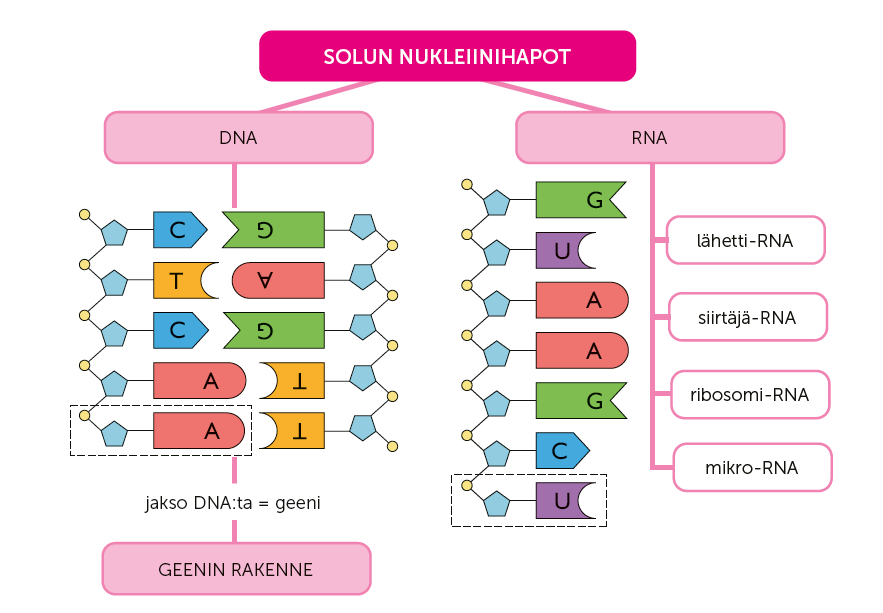 SOLUN NUKLEIINIHAPOT
DNA
RNA
C G
T A
C G
A T
A T
G
U
A
A
G
C
U
lähetti-RNA
siirtäjä-RNA
ribosomi-RNA
mikro-RNA
jakso DNA:ta = geeni
GEENIN RAKENNE